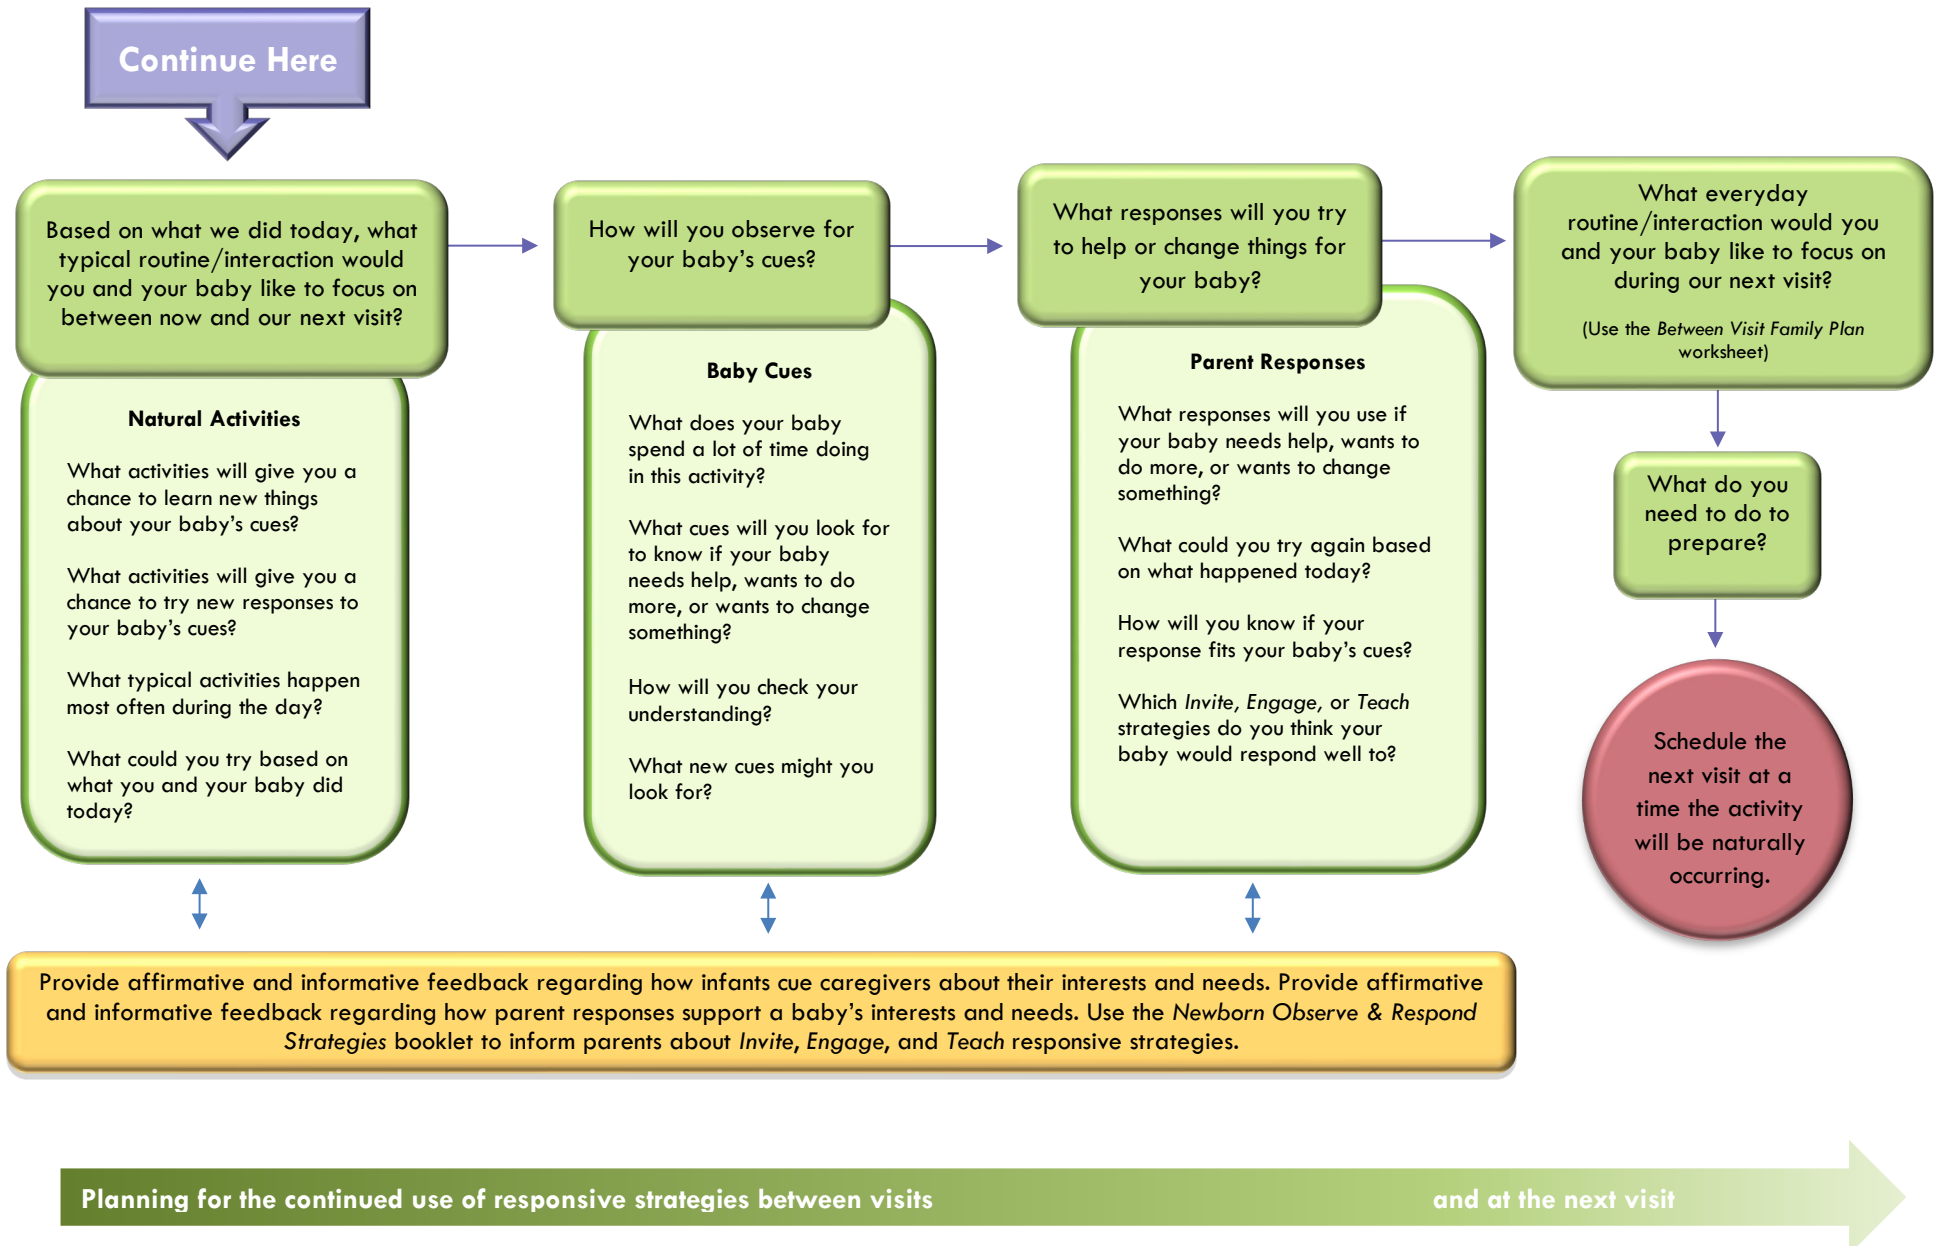 Continue Here
Based on what we did today, what
typical routine/interaction would
you and your baby like to focus on
between now and our next visit?
Natural Activities
What activities will give you a
chance to learn new things
about your baby’s cues?
What activities will give you a
chance to try new responses to
your baby’s cues?
What typical activities happen
most often during the day?
What could you try based on
what you and your baby did
today?
How will you observe for
your baby’s cues?
Baby Cues
What does your baby
spend a lot of time doing
in this activity?
What cues will you look for
to know if your baby
needs help, wants to do
more, or wants to change
something?
How will you check your
understanding?
What new cues might you
look for?
What responses will you try
to help or change things for
your baby?
Parent Responses
What responses will you use if
your baby needs help, wants to
do more, or wants to change
something?
What could you try again based
on what happened today?
How will you know if your
response fits your baby’s cues?
Which Invite, Engage, or Teach
strategies do you think your
baby would respond well to?
What everyday
routine/interaction would you
and your baby like to focus on
during our next visit?
(Use the Between Visit Family Plan
worksheet)
What do you
need to do to
prepare?
Schedule the
next visit at a
time the activity
will be naturally
occurring.
Provide affirmative and informative feedback regarding how infants cue caregivers about their interests and needs. Provide affirmative
and informative feedback regarding how parent responses support a baby’s interests and needs. Use the Newborn Observe & Respond
Strategies booklet to inform parents about Invite, Engage, and Teach responsive strategies.
Planning for the continued use of responsive strategies between visits and at the next visit